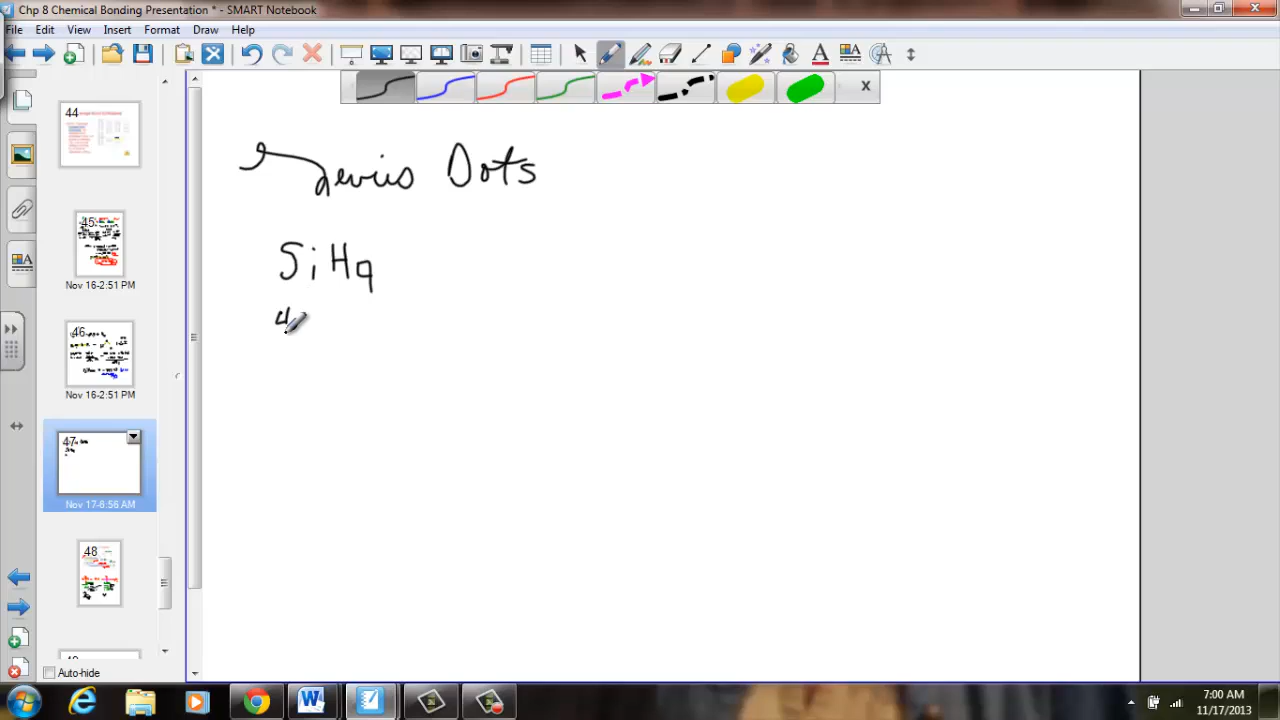 Chp 8 Chemical Bonding Presentation * - SMART Notebook
File Edit View Insert Format Draw Help
44
45
Nov 16-2:51 PM
46
Nov 16-2:51 PM
47
Nov 17-6:56 AM
48
Auto-hide
Lewis Dots
SiH4
4
7:00 AM
11/17/2013